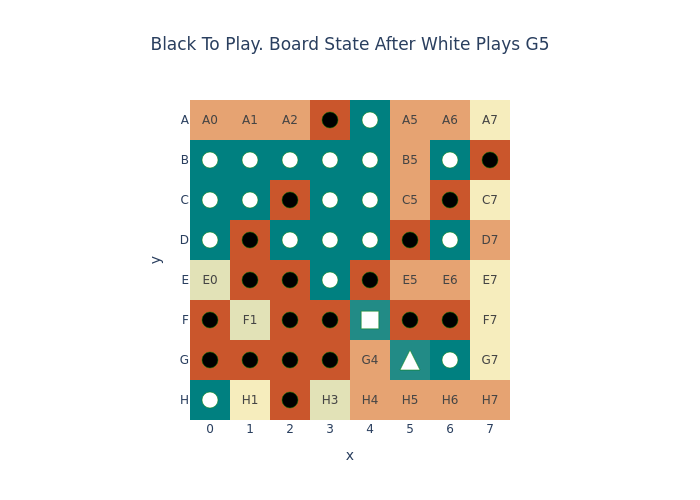 Black To Play. Board State After White Plays G5
A A0 A1 A2 A5 A6 A7
B B5
C C5 C7
D D7
E E0 E5 E6 E7
F F1 F7
G G4 G7
H H1 H3 H4 H5 H6 H7
0 1 2 3 4 5 6 7
x
y